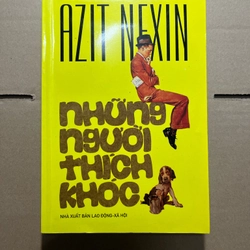 AZIT NEXIN
NHỮNG
NGƯỜI
THÍCH
KHÓC
NHÀ XUẤT BẢN LAO ĐỘNG-XÃ HỘI